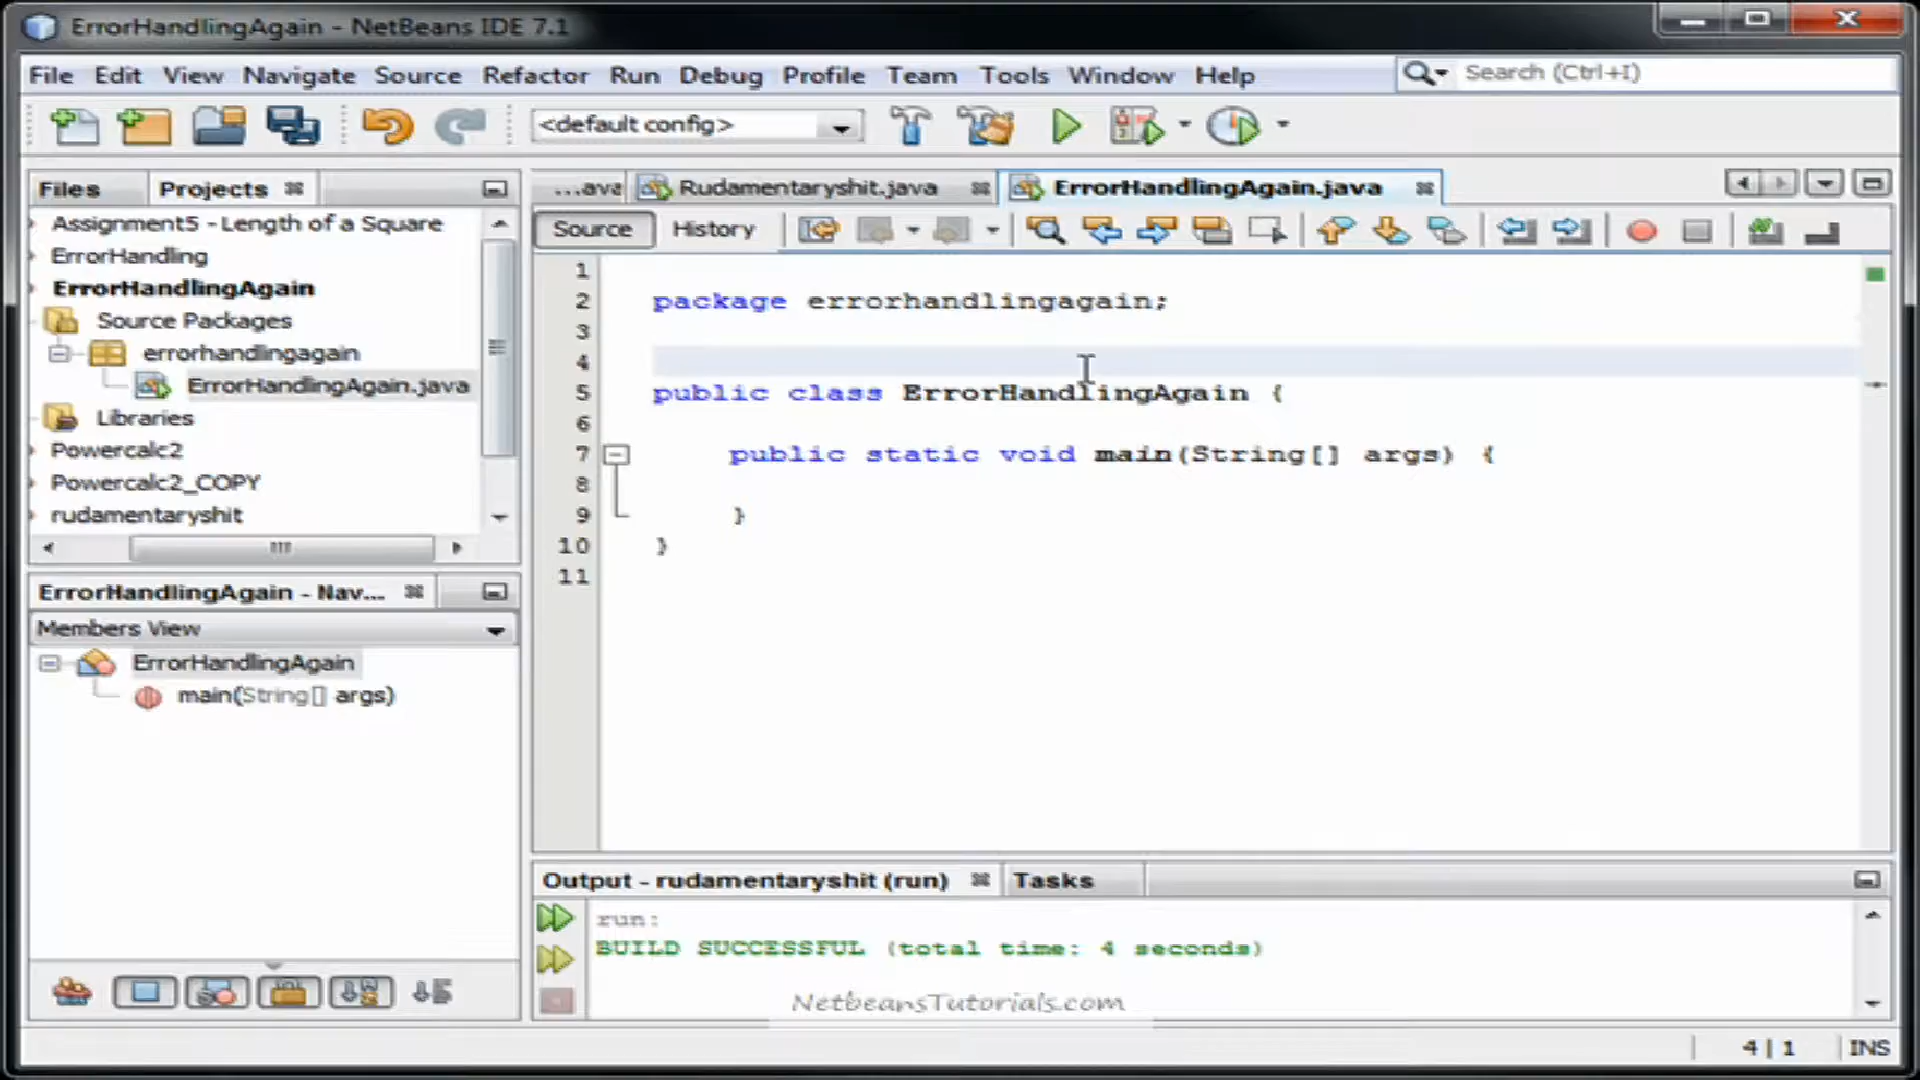 ErrorHandlingAgain - NetBeans IDE 7.1
File Edit View Navigate Source Refactor Run Debug Profile Team Tools Window Help
Search (Ctrl+I)
<default config>
Files
Projects
...ava
Rudamentaryshit.java
ErrorHandlingAgain.java
Source
History
Assignment5 - Length of a Square
ErrorHandling
ErrorHandlingAgain
Source Packages
errorhandlingagain
ErrorHandlingAgain.java
Libraries
Powercalc2
Powercalc2_COPY
rudamentaryshit
1
2 package errorhandlingagain;
3
4
5 public class ErrorHandlingAgain {
6
7 public static void main(String[] args) {
8
9 }
10 }
11
ErrorHandlingAgain - Nav...
Members View
ErrorHandlingAgain
main(String[] args)
Output - rudamentaryshit (run)
Tasks
run:
BUILD SUCCESSFUL (total time: 4 seconds)
NetbeansTutorials.com
4 | 1
INS